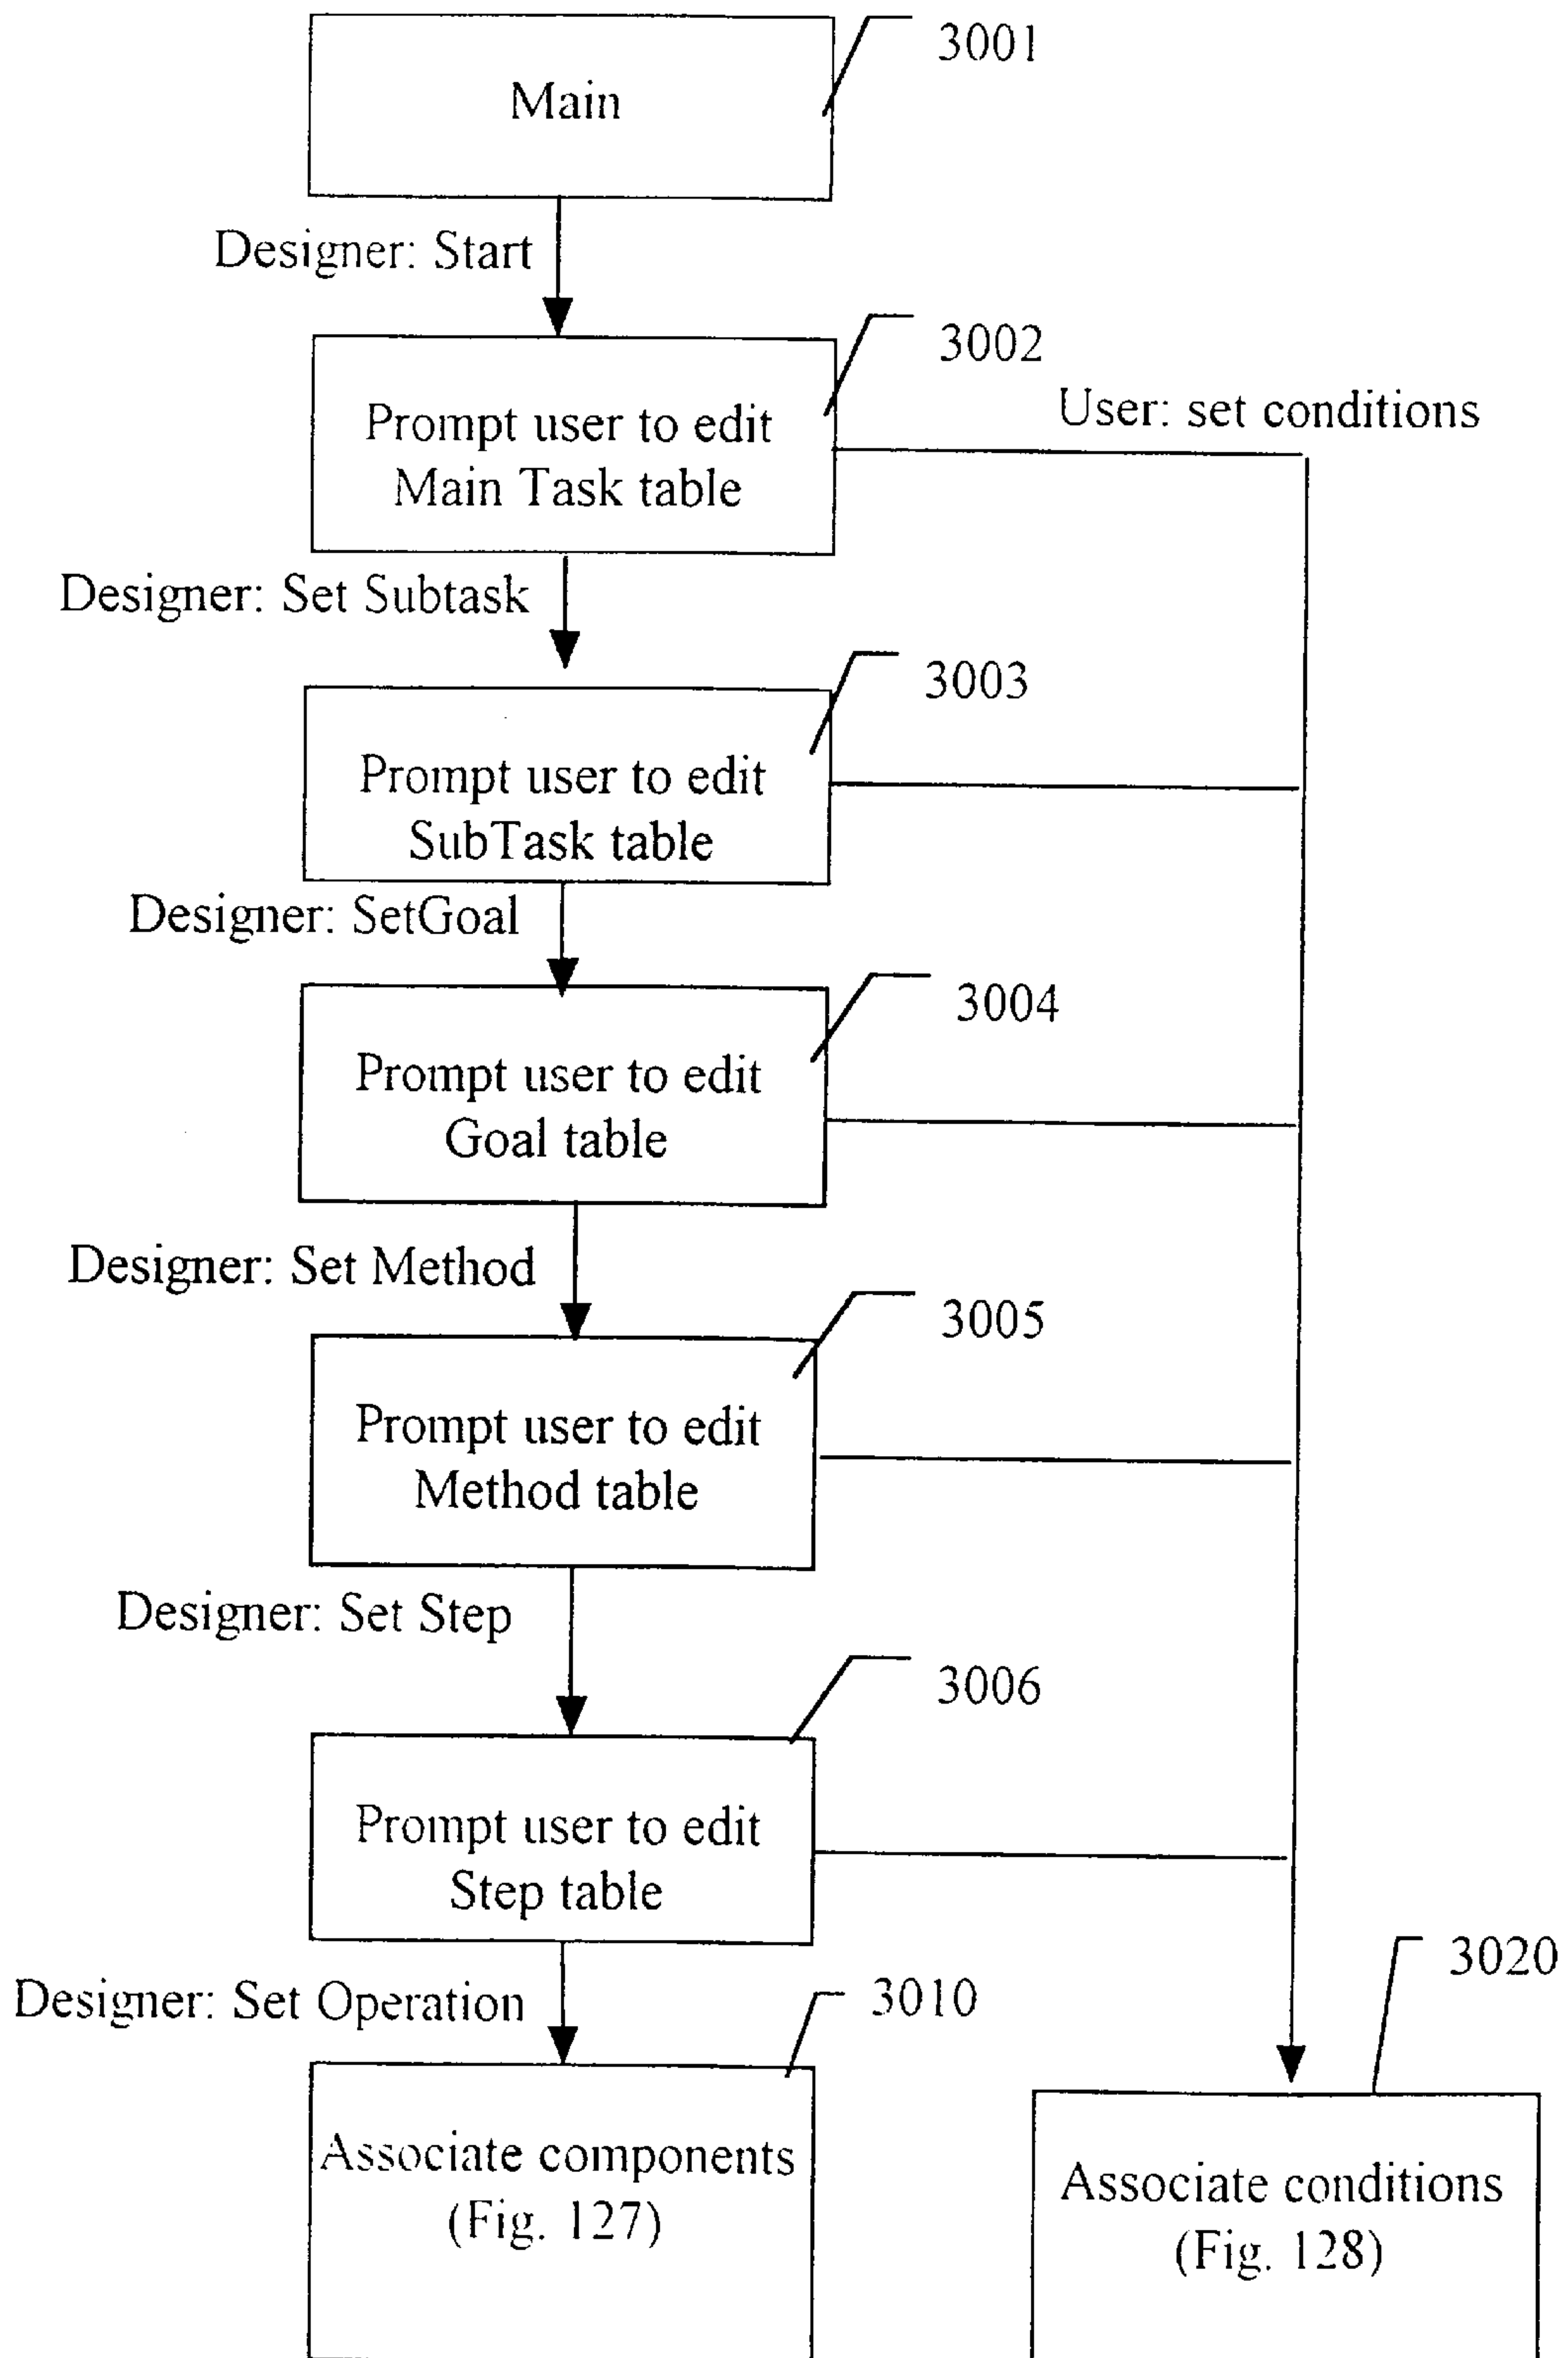 Main
3001
Designer: Start
3002
Prompt user to edit
Main Task table
User: set conditions
Designer: Set Subtask
3003
Prompt user to edit
SubTask table
Designer: SetGoal
3004
Prompt user to edit
Goal table
Designer: Set Method
3005
Prompt user to edit
Method table
Designer: Set Step
3006
Prompt user to edit
Step table
Designer: Set Operation
3010
3020
Associate components
(Fig. 127)
Associate conditions
(Fig. 128)